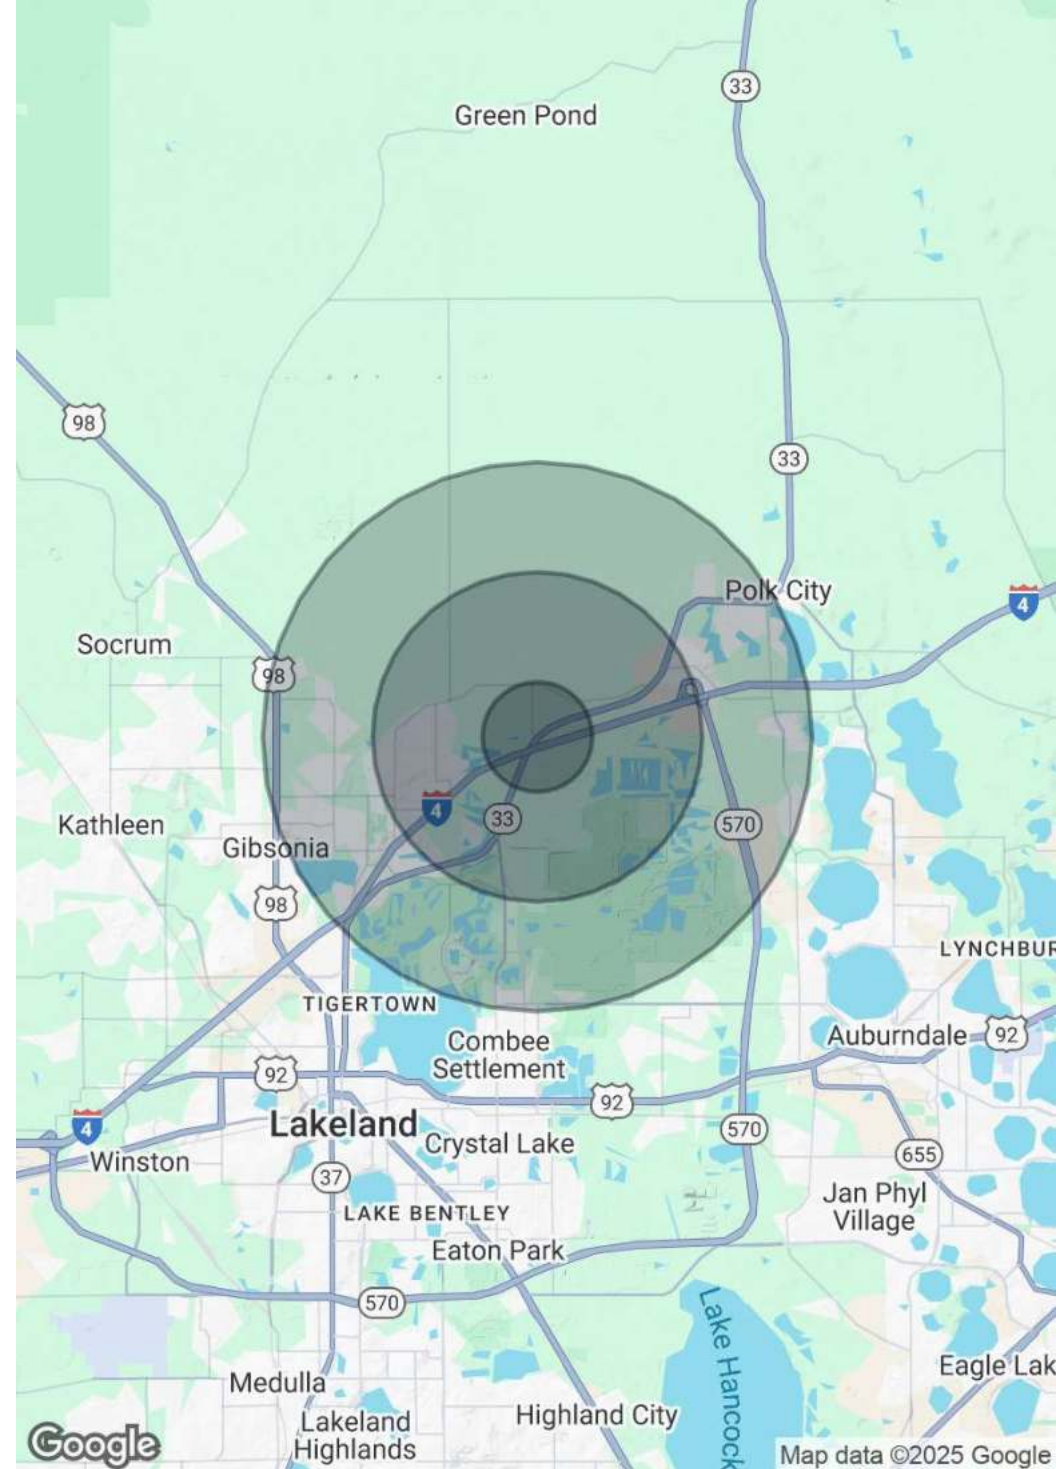 33
Green Pond
98
33
Polk City
4
Socrum
98
4
33
570
Kathleen
Gibsonia
98
LYNCHBUR
TIGERTOWN
Combee
Settlement
Auburndale
92
92
92
Lakeland
4
Crystal Lake
570
Winston
655
37
Jan Phyl
Village
LAKE BENTLEY
Eaton Park
570
Lake Hancock
Eagle Lak
Medulla
Highland City
Lakeland
Highlands
Google
Map data ©2025 Google